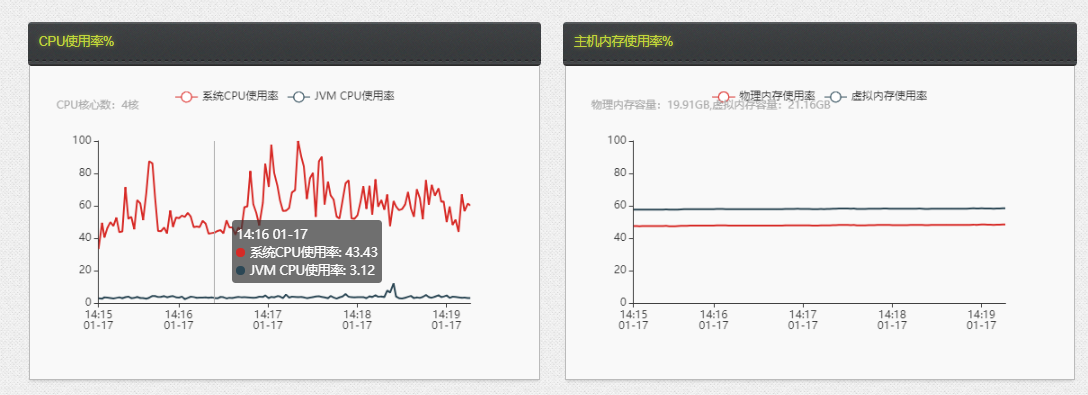 CPU使用率%
CPU核心数：4核
系统CPU使用率
JVM CPU使用率
100
80
60
40
20
0
14:16 01-17
系统CPU使用率: 43.43
JVM CPU使用率: 3.12
14:15 14:16 14:17 14:18 14:19
01-17 01-17 01-17 01-17 01-17
主机内存使用率%
物理内存使用率
虚拟内存使用率
物理内存容量：19.91GB,虚拟内存容量：21.16GB
100
80
60
40
20
0
14:15 14:16 14:17 14:18 14:19
01-17 01-17 01-17 01-17 01-17